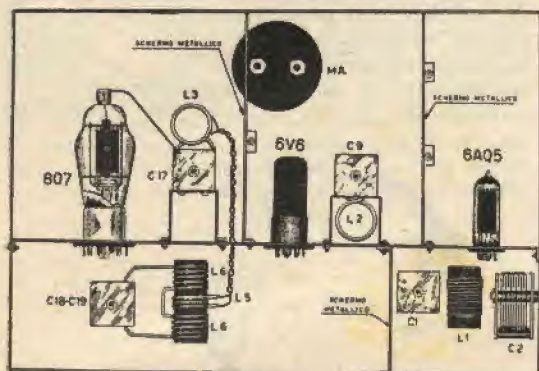 SCHERMO METALLICO
MA.
SCHERMO METALLICO
L3
807
C17
6V6
C9
L2
6AQ5
C18-C19
L6
L5
L6
SCHERMO
METALLICO
C1
L1
C2